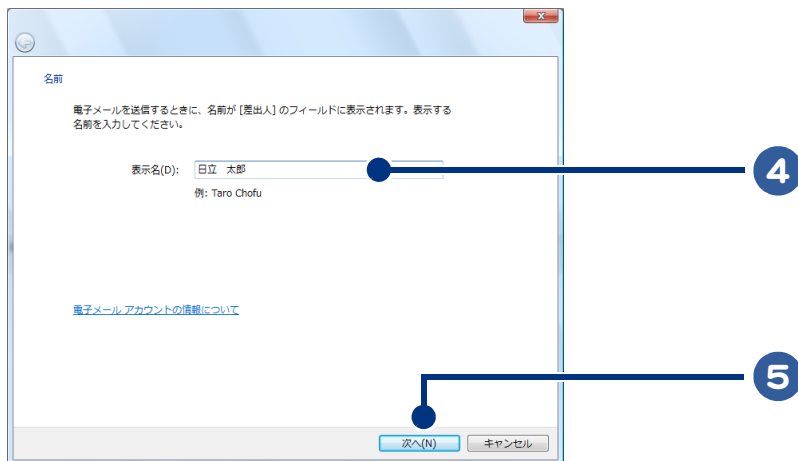 名前
電子メールを送信するときに、名前が [差出人] のフィールドに表示されます。表示する
名前を入力してください。
表示名(D): 日立　太郎
4
例: Taro Chofu
電子メール アカウントの情報について
5
次へ(N) キャンセル